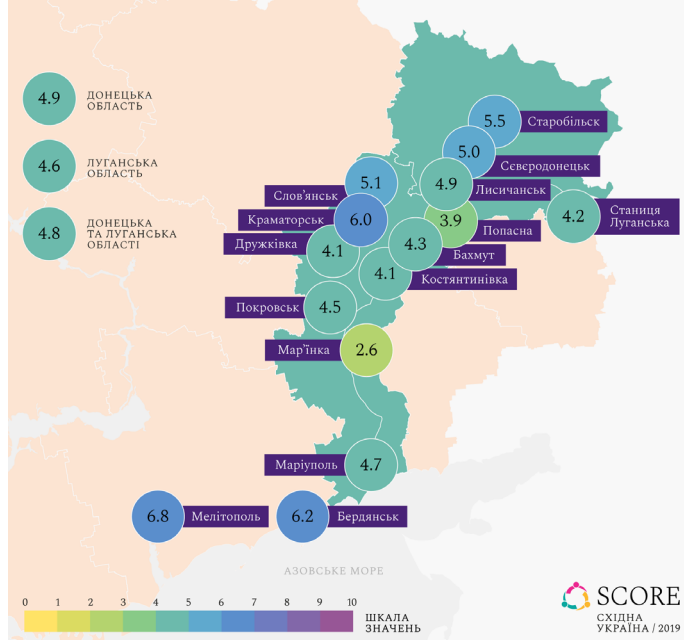 4.9
ДОНЕЦЬКА
ОБЛАСТЬ
4.6
ЛУГАНСЬКА
ОБЛАСТЬ
4.8
ДОНЕЦЬКА
ТА ЛУГАНСЬКА
ОБЛАСТІ
5.5 Старобільск
5.0 Сєвєродонецьк
4.9 Лисичанськ
Слов'янськ 5.1
Краматорськ 6.0
3.9 Попасна
4.2 Станиця
Луганська
Дружківка 4.1
4.3 Бахмут
4.1 Костянтинівка
Покровськ 4.5
Мар'їнка 2.6
Маріуполь 4.7
6.8 Мелітополь
6.2 Бердянськ
АЗОВСЬКЕ МОРЕ
0 1 2 3 4 5 6 7 8 9 10
ШКАЛА
ЗНАЧЕНЬ
SCORE
СХІДНА
УКРАЇНА / 2019